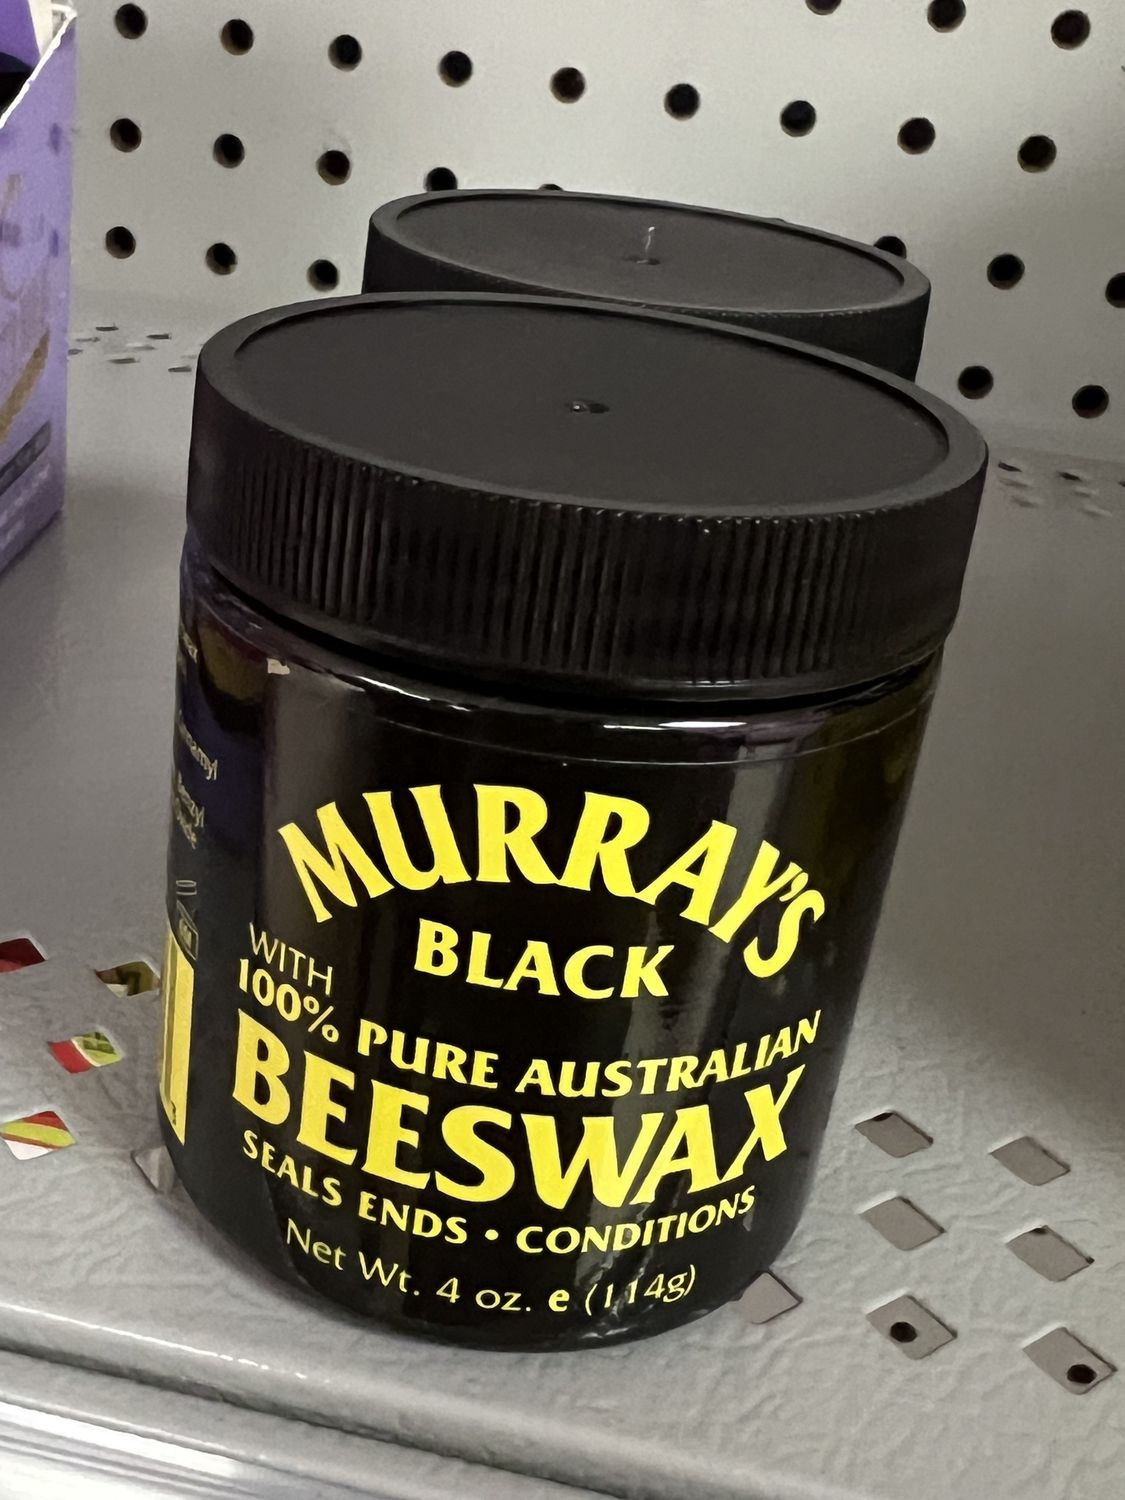 MURRAY'S
BLACK
WITH
100% PURE AUSTRALIAN
BEESWAX
SEALS ENDS • CONDITIONS
Net Wt. 4 oz. e (114g)